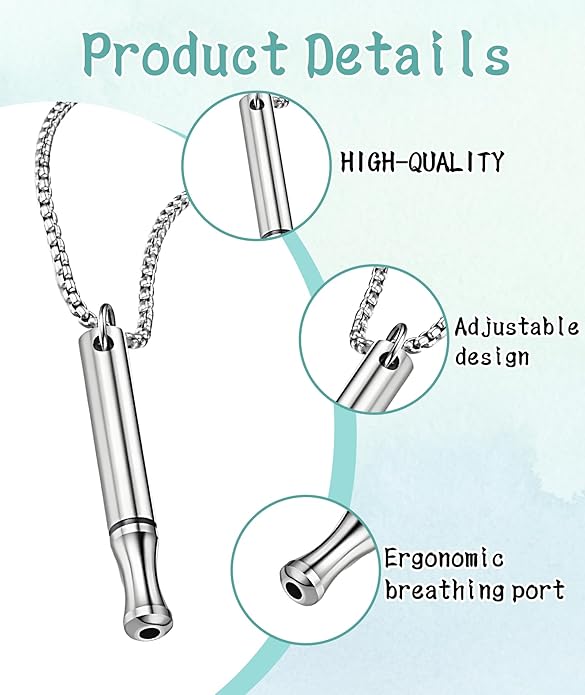 Product Details
HIGH-QUALITY
Adjustable
design
Ergonomic
breathing port